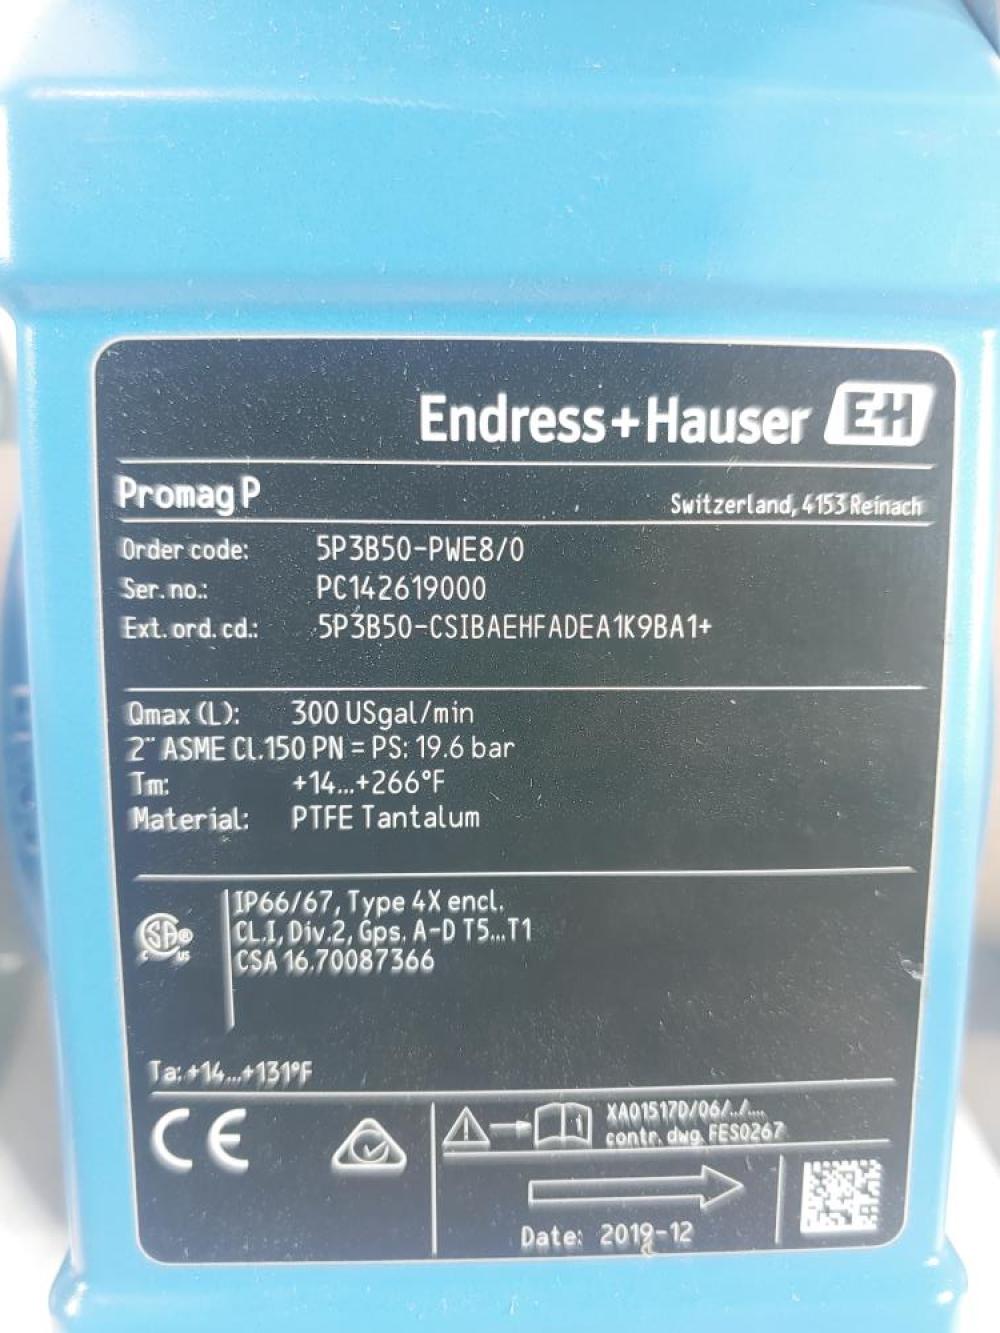 Endress+Hauser EH
Promag P
Switzerland, 4153 Reinach
Order code: 5P3B50-PWE8/0
Ser. no.: PC142619000
Ext. ord. cd.: 5P3B50-CSIBAEHFADEA1K9BA1+
Qmax (L): 300 USgal/min
2" ASME Cl.150 PN = PS: 19.6 bar
Tm: +14...+266°F
Material: PTFE Tantalum
IP66/67, Type 4X encl.
CL.I, Div.2, Gps. A-D T5...T1
CSA 16.70087366
SA® C US
Ta: +14...+131°F
CE
XA01517D/06/../....
contr. dwg. FES0267
Date: 2019-12